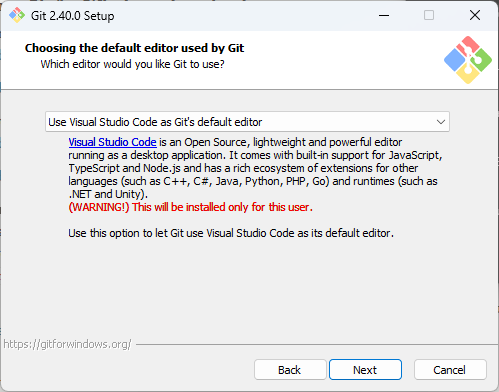 Git 2.40.0 Setup
Choosing the default editor used by Git
Which editor would you like Git to use?
Use Visual Studio Code as Git's default editor
Visual Studio Code is an Open Source, lightweight and powerful editor
running as a desktop application. It comes with built-in support for JavaScript,
TypeScript and Node.js and has a rich ecosystem of extensions for other
languages (such as C++, C#, Java, Python, PHP, Go) and runtimes (such as
.NET and Unity).
(WARNING!) This will be installed only for this user.
Use this option to let Git use Visual Studio Code as its default editor.
https://gitforwindows.org/
Back Next Cancel